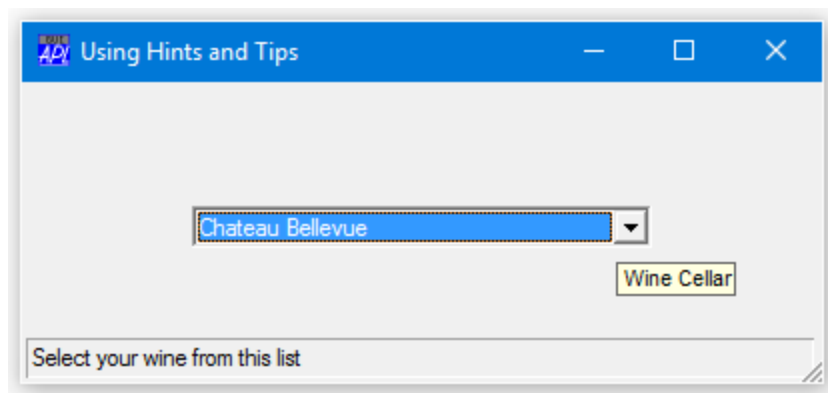 Using Hints and Tips
Chateau Bellevue
Wine Cellar
Select your wine from this list